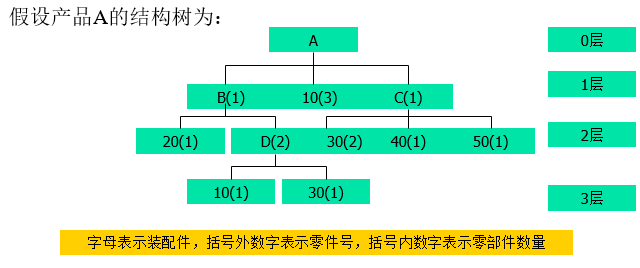 假设产品A的结构树为：
A 0层
B(1) 10(3) C(1) 1层
20(1) D(2) 30(2) 40(1) 50(1) 2层
10(1) 30(1) 3层
字母表示装配件，括号外数字表示零件号，括号内数字表示零部件数量